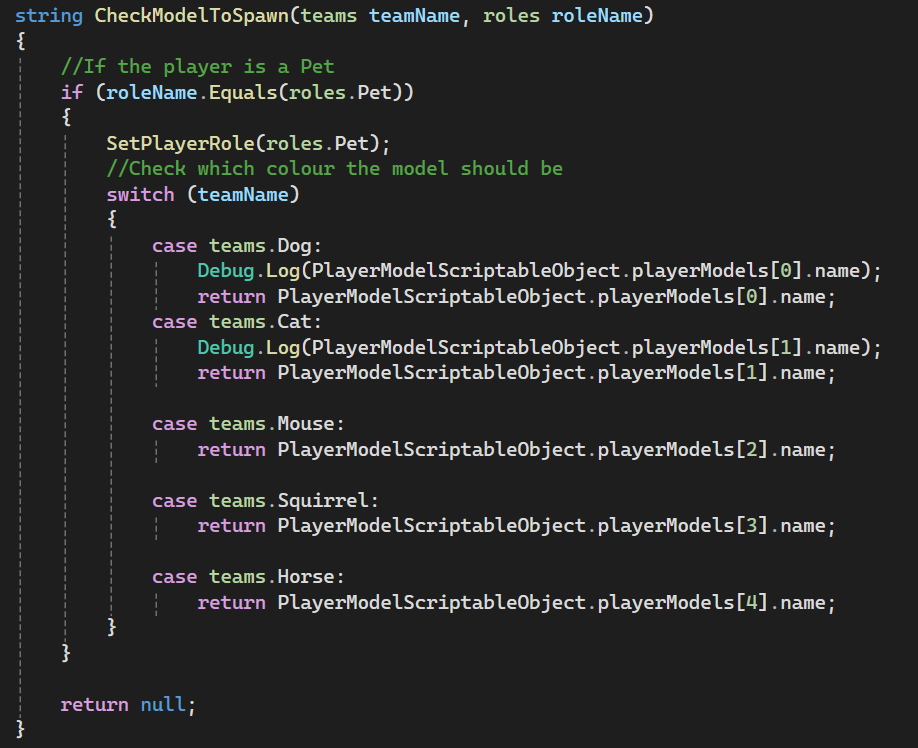 string CheckModelToSpawn(teams teamName, roles roleName)
{
    //If the player is a Pet
    if (roleName.Equals(roles.Pet))
    {
        SetPlayerRole(roles.Pet);
        //Check which colour the model should be
        switch (teamName)
        {
            case teams.Dog:
                Debug.Log(PlayerModelScriptableObject.playerModels[0].name);
                return PlayerModelScriptableObject.playerModels[0].name;
            case teams.Cat:
                Debug.Log(PlayerModelScriptableObject.playerModels[1].name);
                return PlayerModelScriptableObject.playerModels[1].name;

            case teams.Mouse:
                return PlayerModelScriptableObject.playerModels[2].name;

            case teams.Squirrel:
                return PlayerModelScriptableObject.playerModels[3].name;

            case teams.Horse:
                return PlayerModelScriptableObject.playerModels[4].name;
        }
    }

    return null;
}